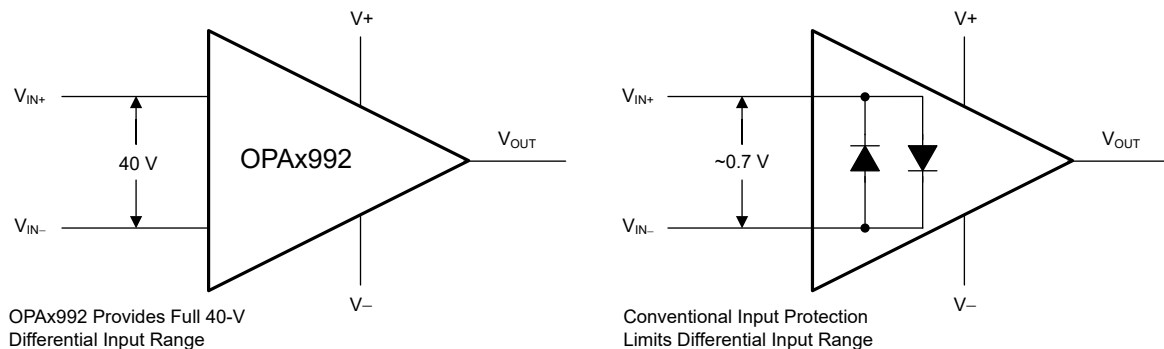 V+
V+
VIN+
VIN+
40 V
OPAx992
VOUT
~0.7 V
VOUT
VIN–
VIN–
V–
V–
OPAx992 Provides Full 40-V
Differential Input Range
Conventional Input Protection
Limits Differential Input Range